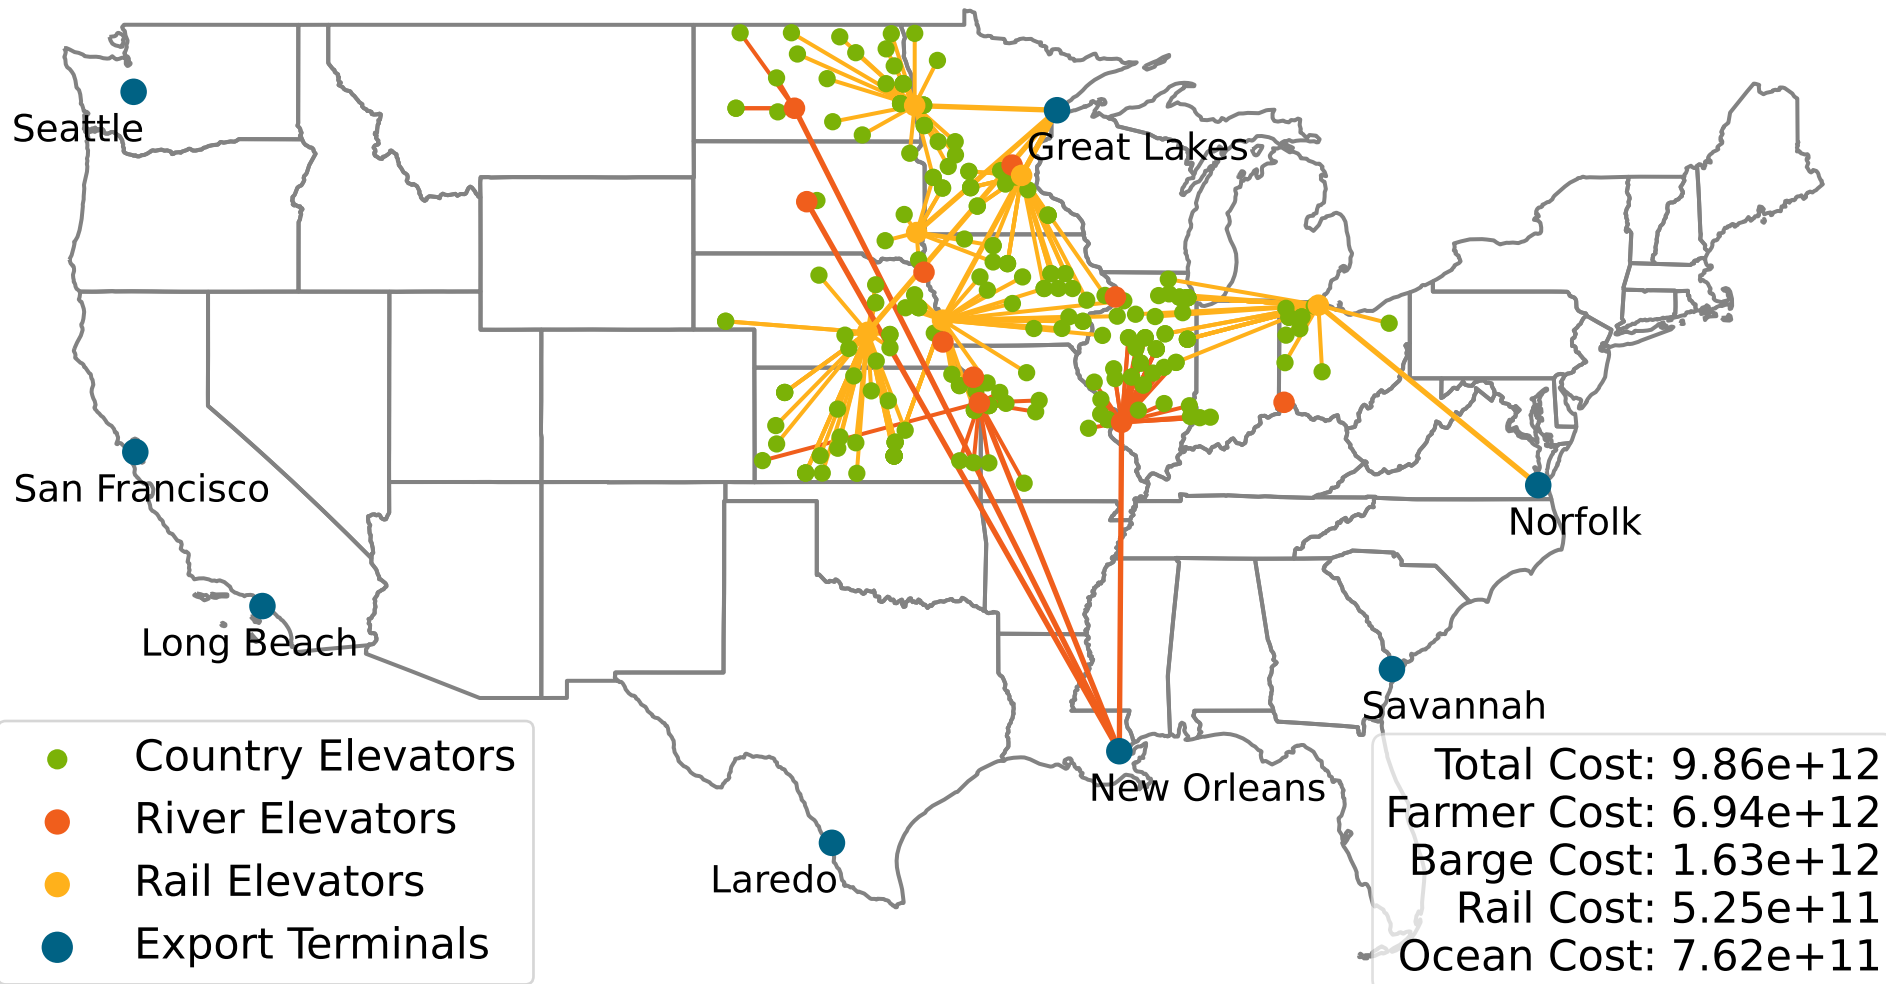 Seattle
Great Lakes
San Francisco
Norfolk
Long Beach
Savannah
New Orleans
Laredo
Country Elevators
River Elevators
Rail Elevators
Export Terminals
Total Cost: 9.86e+12
Farmer Cost: 6.94e+12
Barge Cost: 1.63e+12
Rail Cost: 5.25e+11
Ocean Cost: 7.62e+11